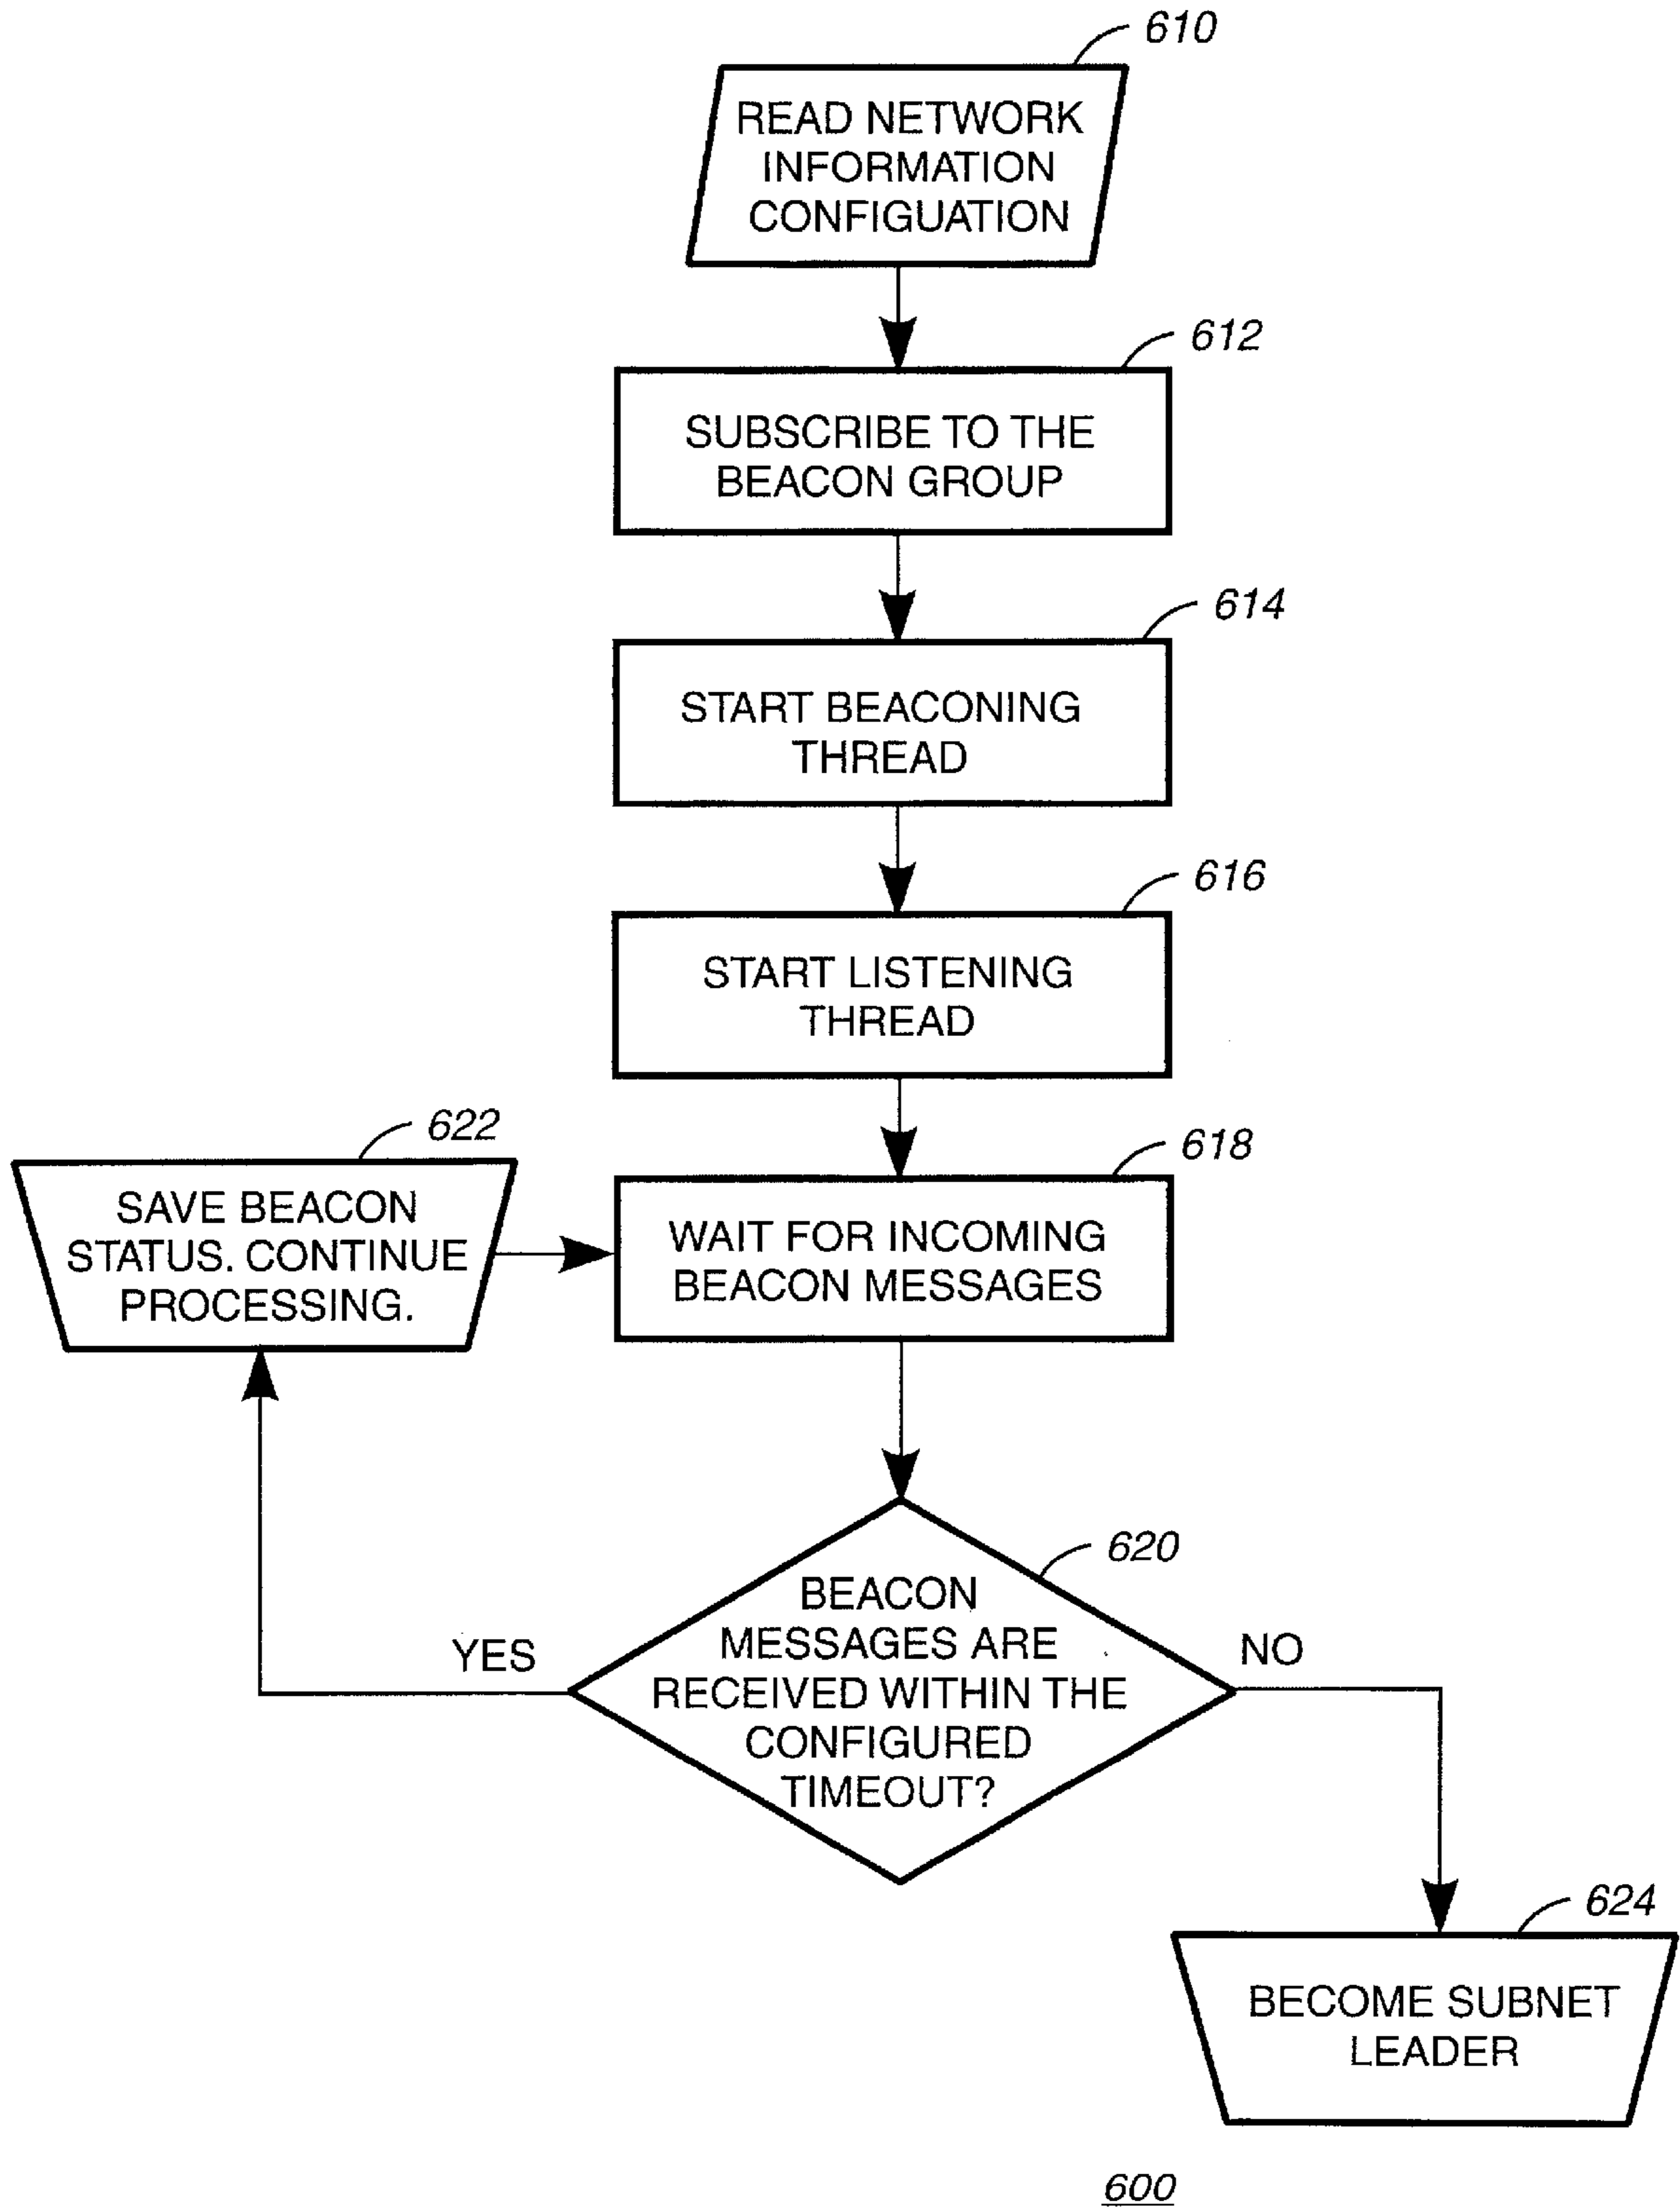 610
READ NETWORK
INFORMATION
CONFIGUATION
612
SUBSCRIBE TO THE
BEACON GROUP
614
START BEACONING
THREAD
616
START LISTENING
THREAD
622
SAVE BEACON
STATUS. CONTINUE
PROCESSING.
618
WAIT FOR INCOMING
BEACON MESSAGES
620
BEACON
MESSAGES ARE
RECEIVED WITHIN THE
CONFIGURED
TIMEOUT?
YES
NO
624
BECOME SUBNET
LEADER
600